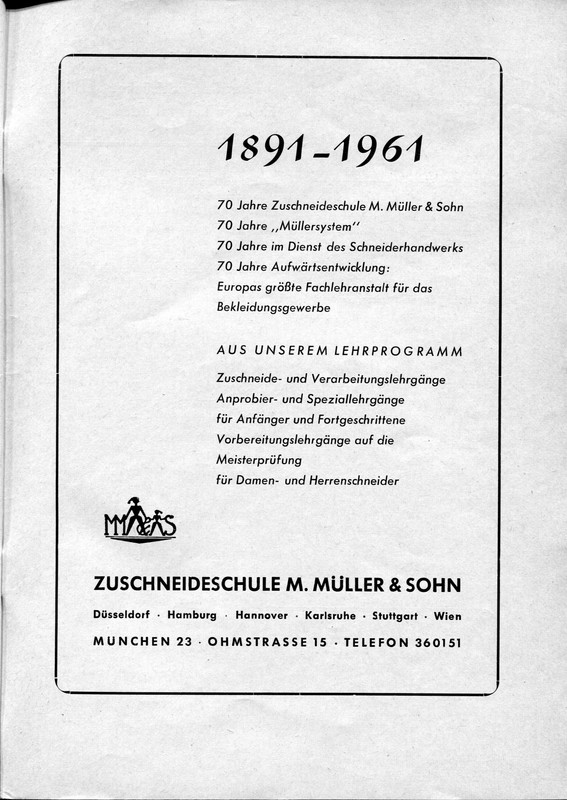 1891-1961
70 Jahre Zuschneideschule M. Müller & Sohn
70 Jahre ,,Müllersystem"
70 Jahre im Dienst des Schneiderhandwerks
70 Jahre Aufwärtsentwicklung:
Europas größte Fachlehranstalt für das
Bekleidungsgewerbe
AUS UNSEREM LEHRPROGRAMM
Zuschneide- und Verarbeitungslehrgänge
Anprobier- und Speziallehrgänge
für Anfänger und Fortgeschrittene
Vorbereitungslehrgänge auf die
Meisterprüfung
für Damen- und Herrenschneider
MM&S
ZUSCHNEIDESCHULE M. MÜLLER & SOHN
Düsseldorf · Hamburg · Hannover · Karlsruhe · Stuttgart · Wien
MÜNCHEN 23 · OHMSTRASSE 15 · TELEFON 360151